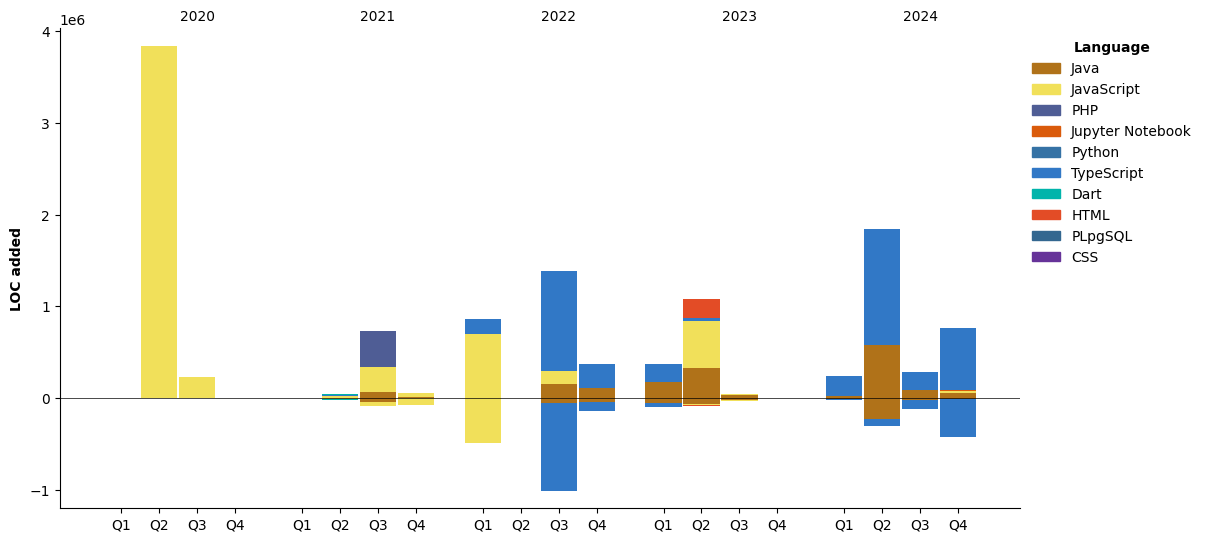 2020 2021 2022 2023 2024
1e6
4
3
2
1
0
−1
LOC added
Q1 Q2 Q3 Q4 Q1 Q2 Q3 Q4 Q1 Q2 Q3 Q4 Q1 Q2 Q3 Q4 Q1 Q2 Q3 Q4
Language
Java
JavaScript
PHP
Jupyter Notebook
Python
TypeScript
Dart
HTML
PLpgSQL
CSS